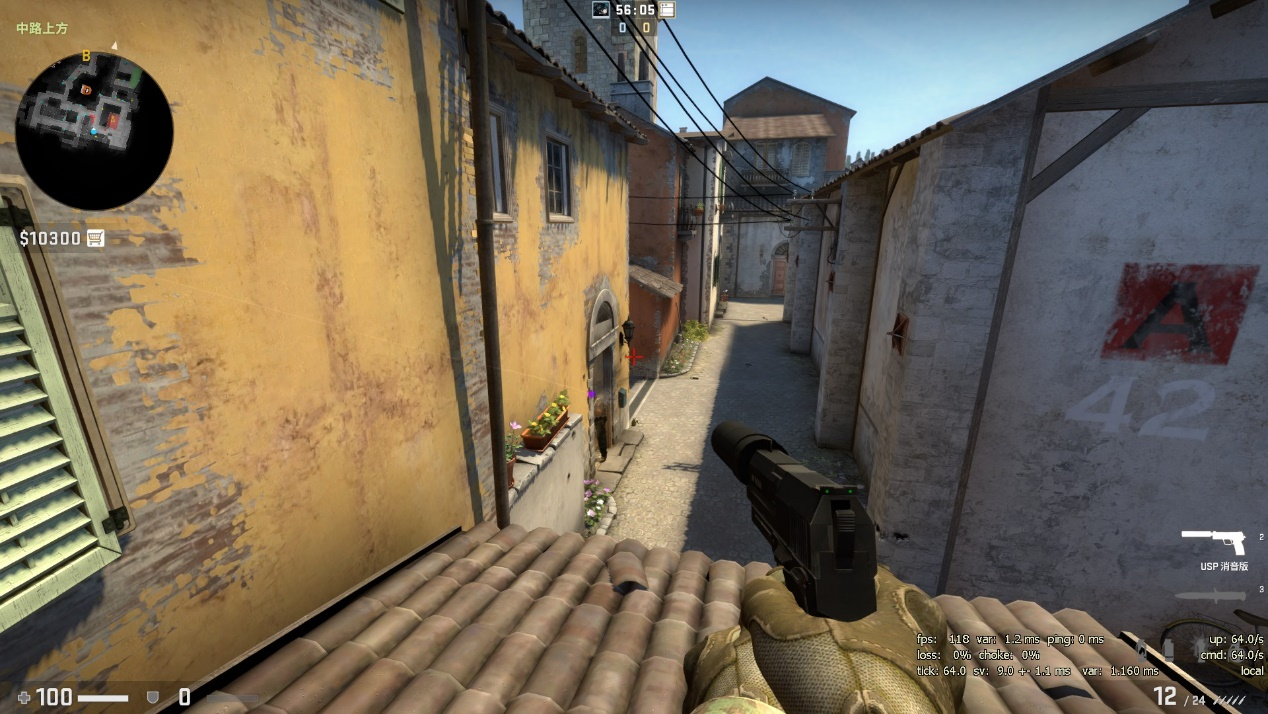 56:05
0 0
中路上方
B
$10300
A
42
2
USP 消音版
3
fps: 118 var: 1.2 ms ping: 0 ms
loss: 0% choke: 0%
tick: 64.0 sv: 9.0 +- 1.1 ms var: 1.160 ms
up: 64.0/s
cmd: 64.0/s
local
100
0
12 / 24